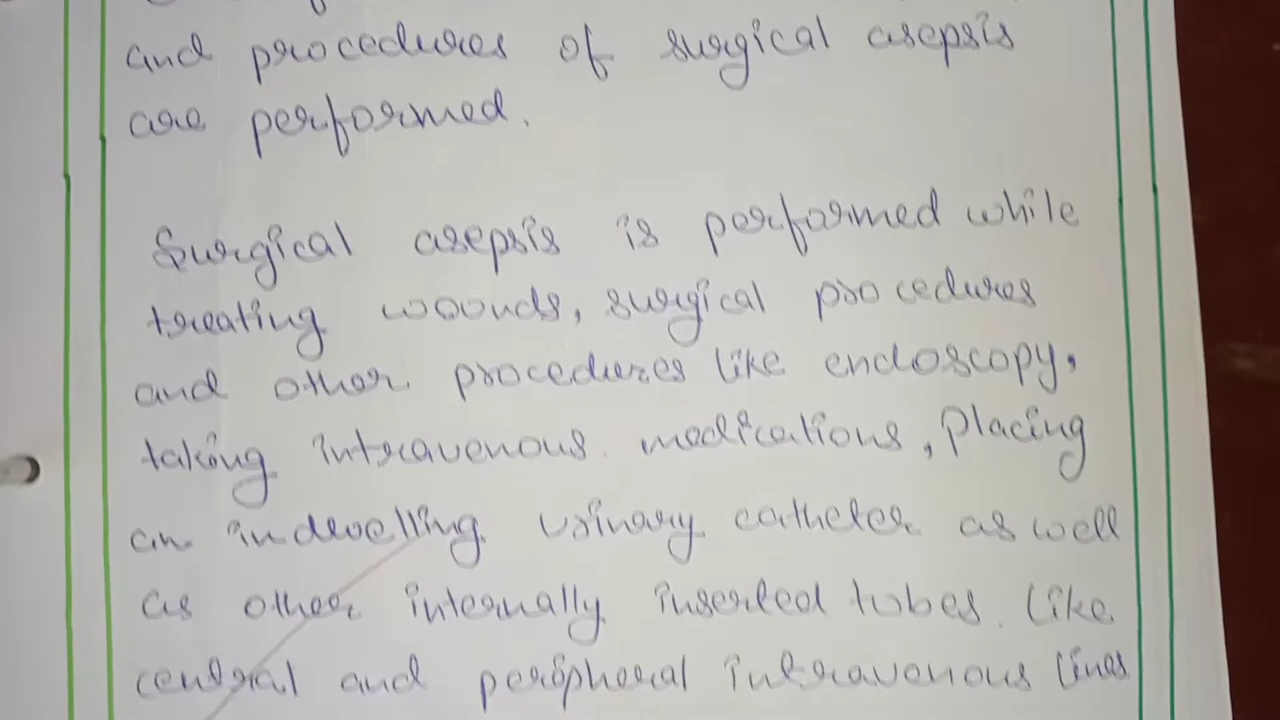 and procedures of surgical asepsis
are performed.
Surgical asepsis is performed while
treating woounds, surgical procedures
and other procedures like endoscopy,
taking intravenous medications, placing
an indwelling urinary catheter as well
as other internally inserted tubes. Like
central and peripheral intravenous lines